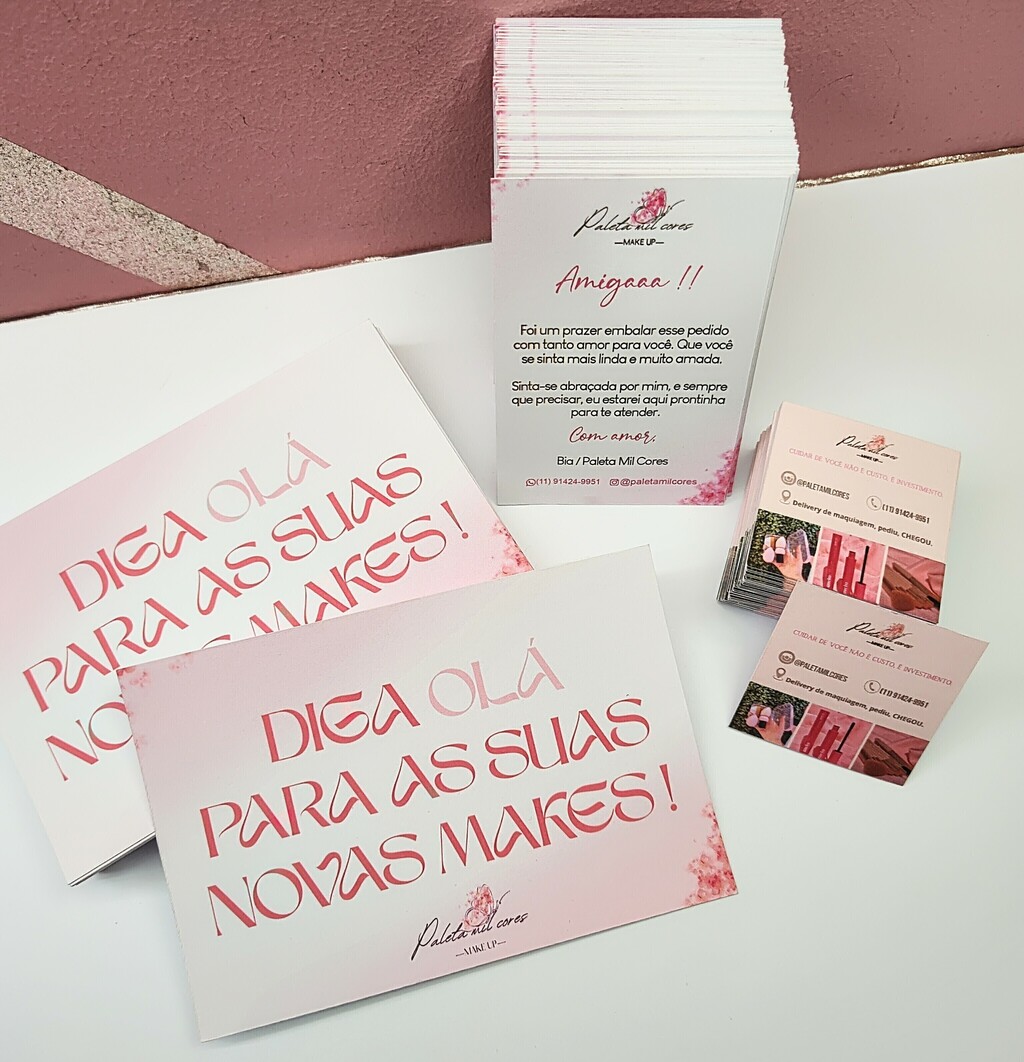 Paleta mil cores
—MAKE UP—
Amigaaa !!
Foi um prazer embalar esse pedido
com tanto amor para você. Que você
se sinta mais linda e muito amada.
Sinta-se abraçada por mim, e sempre
que precisar, eu estarei aqui prontinha
para te atender.
Com amor,
Bia / Paleta Mil Cores
(11) 91424-9951 @paletamilcores
DIGA OLÁ
PARA AS SUAS
NOVAS MAKES!
Paleta mil cores
—MAKE UP—
CUIDAR DE VOCÊ NÃO É CUSTO, É INVESTIMENTO.
@PALETAMILCORES (11) 91424-9951
Delivery de maquiagem, pediu, CHEGOU.
Paleta mil cores
—MAKE UP—
CUIDAR DE VOCÊ NÃO É CUSTO, É INVESTIMENTO.
@PALETAMILCORES (11) 91424-9951
Delivery de maquiagem, pediu, CHEGOU.
DIGA OLÁ
PARA AS SUAS
NOVAS MAKES!
Paleta mil cores
—MAKE UP—